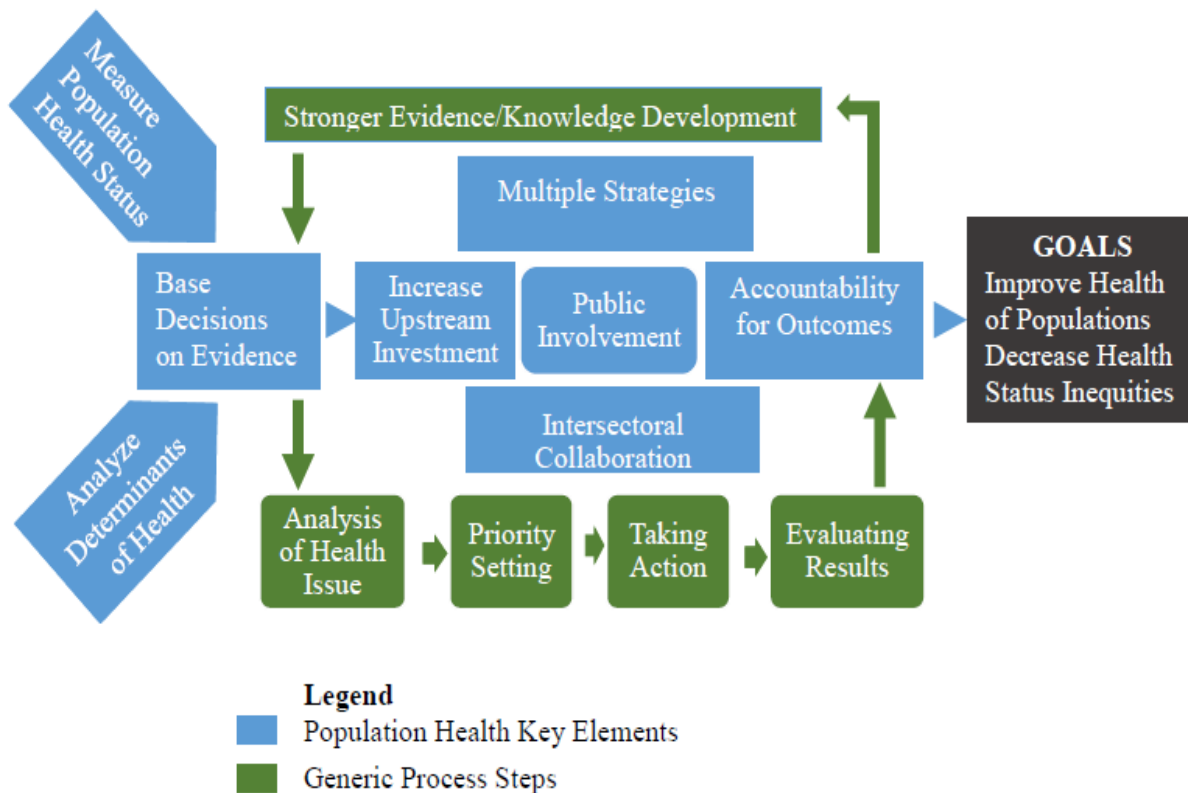 Measure
Population
Health Status
Stronger Evidence/Knowledge Development
Multiple Strategies
Base
Decisions
on Evidence
Increase
Upstream
Investment
Public
Involvement
Accountability
for Outcomes
GOALS
Improve Health
of Populations
Decrease Health
Status Inequities
Analyze
Determinants
of Health
Intersectoral
Collaboration
Analysis
of Health
Issue
Priority
Setting
Taking
Action
Evaluating
Results
Legend
Population Health Key Elements
Generic Process Steps